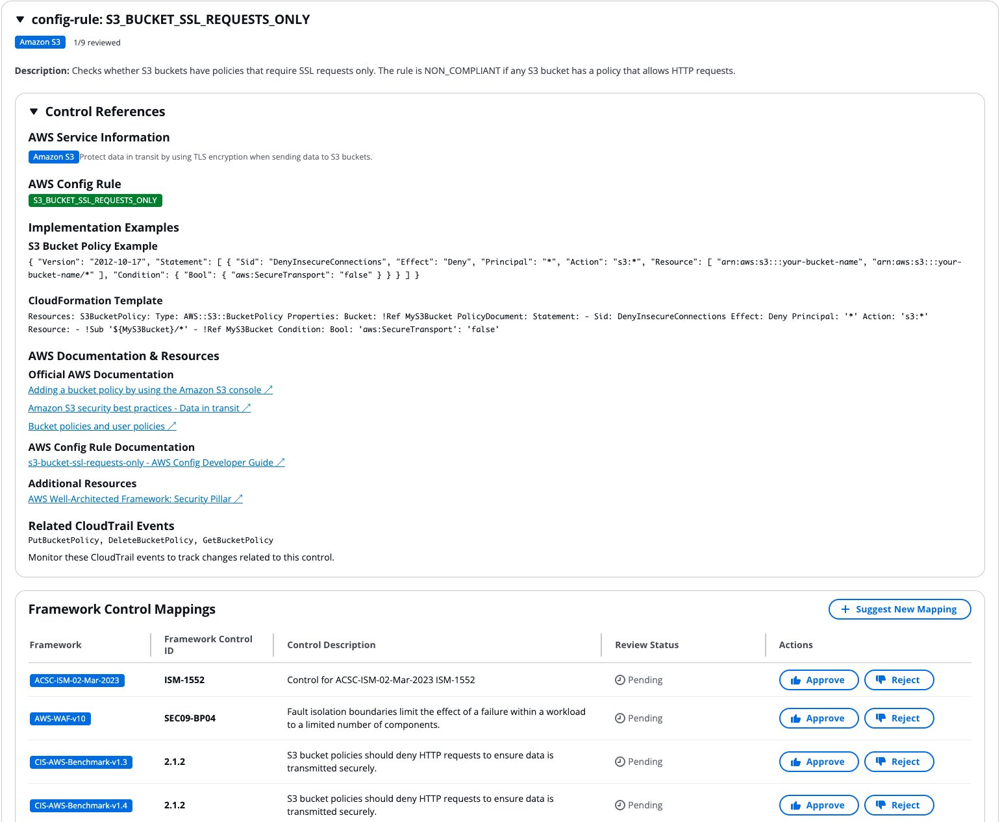 config-rule: S3_BUCKET_SSL_REQUESTS_ONLY
Amazon S3 1/9 reviewed
Description: Checks whether S3 buckets have policies that require SSL requests only. The rule is NON_COMPLIANT if any S3 bucket has a policy that allows HTTP requests.
Control References
AWS Service Information
Amazon S3 Protect data in transit by using TLS encryption when sending data to S3 buckets.
AWS Config Rule
S3_BUCKET_SSL_REQUESTS_ONLY
Implementation Examples
S3 Bucket Policy Example
{ "Version": "2012-10-17", "Statement": [ { "Sid": "DenyInsecureConnections", "Effect": "Deny", "Principal": "*", "Action": "s3:*", "Resource": [ "arn:aws:s3:::your-bucket-name", "arn:aws:s3:::your-
bucket-name/*" ], "Condition": { "Bool": { "aws:SecureTransport": "false" } } } ] }
CloudFormation Template
Resources: S3BucketPolicy: Type: AWS::S3::BucketPolicy Properties: Bucket: !Ref MyS3Bucket PolicyDocument: Statement: - Sid: DenyInsecureConnections Effect: Deny Principal: '*' Action: 's3:*'
Resource: - !Sub '${MyS3Bucket}/*' - !Ref MyS3Bucket Condition: Bool: 'aws:SecureTransport': 'false'
AWS Documentation & Resources
Official AWS Documentation
Adding a bucket policy by using the Amazon S3 console
Amazon S3 security best practices - Data in transit
Bucket policies and user policies
AWS Config Rule Documentation
s3-bucket-ssl-requests-only - AWS Config Developer Guide
Additional Resources
AWS Well-Architected Framework: Security Pillar
Related CloudTrail Events
PutBucketPolicy, DeleteBucketPolicy, GetBucketPolicy
Monitor these CloudTrail events to track changes related to this control.
Framework Control Mappings
+ Suggest New Mapping
Framework
Framework Control
ID
Control Description
Review Status
Actions
ACSC-ISM-02-Mar-2023
ISM-1552
Control for ACSC-ISM-02-Mar-2023 ISM-1552
Pending
Approve
Reject
AWS-WAF-v10
SEC09-BP04
Fault isolation boundaries limit the effect of a failure within a workload
to a limited number of components.
Pending
Approve
Reject
CIS-AWS-Benchmark-v1.3
2.1.2
S3 bucket policies should deny HTTP requests to ensure data is
transmitted securely.
Pending
Approve
Reject
CIS-AWS-Benchmark-v1.4
2.1.2
S3 bucket policies should deny HTTP requests to ensure data is
transmitted securely.
Pending
Approve
Reject